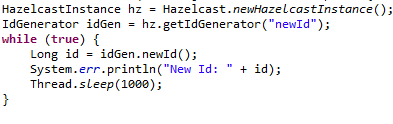 HazelcastInstance hz = Hazelcast.newHazelcastInstance();
IdGenerator idGen = hz.getIdGenerator("newId");
while (true) {
    Long id = idGen.newId();
    System.err.println("New Id: " + id);
    Thread.sleep(1000);
}